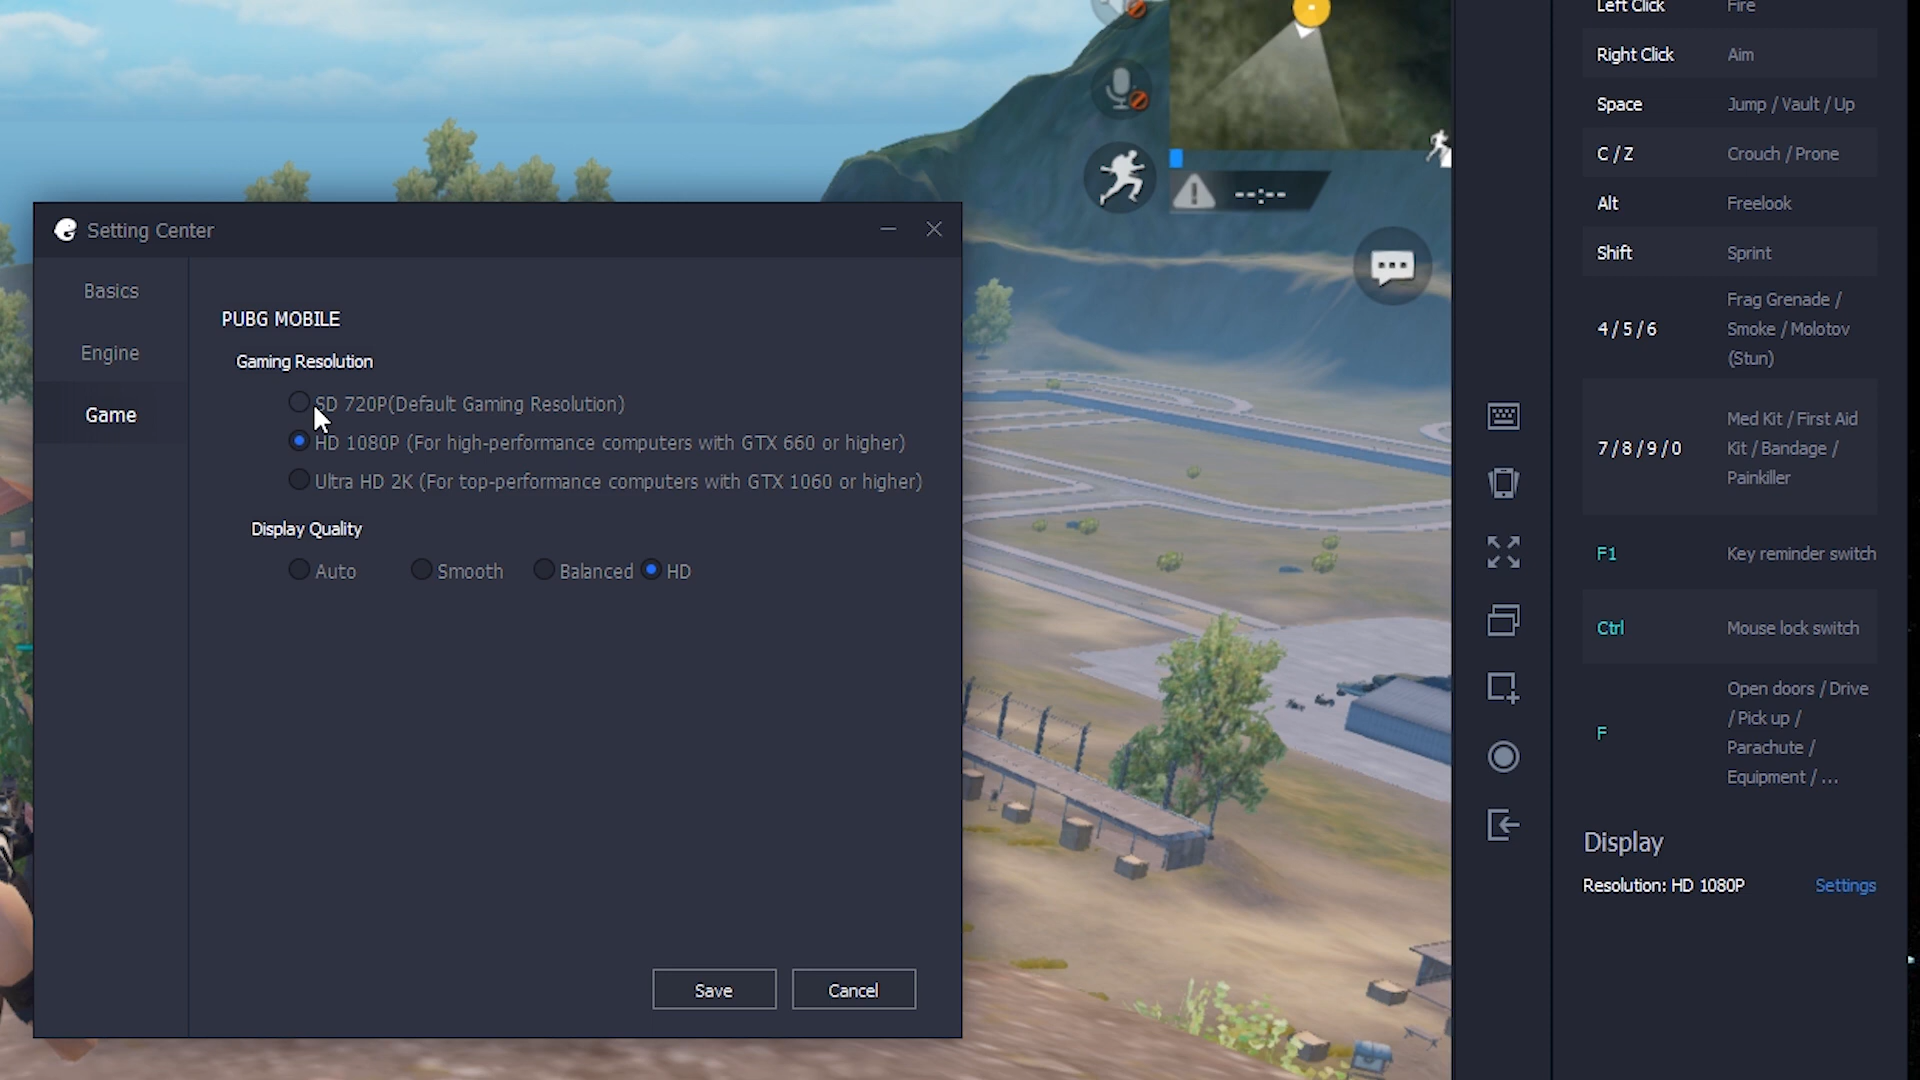 Setting Center
Basics
Engine
Game
PUBG MOBILE
Gaming Resolution
SD 720P(Default Gaming Resolution)
HD 1080P (For high-performance computers with GTX 660 or higher)
Ultra HD 2K (For top-performance computers with GTX 1060 or higher)
Display Quality
Auto Smooth Balanced HD
Save Cancel
--:--
Left Click Fire
Right Click Aim
Space Jump / Vault / Up
C / Z Crouch / Prone
Alt Freelook
Shift Sprint
4 / 5 / 6 Frag Grenade /
Smoke / Molotov
(Stun)
7 / 8 / 9 / 0 Med Kit / First Aid
Kit / Bandage /
Painkiller
F1 Key reminder switch
Ctrl Mouse lock switch
F Open doors / Drive
/ Pick up /
Parachute /
Equipment / ...
Display
Resolution: HD 1080P Settings